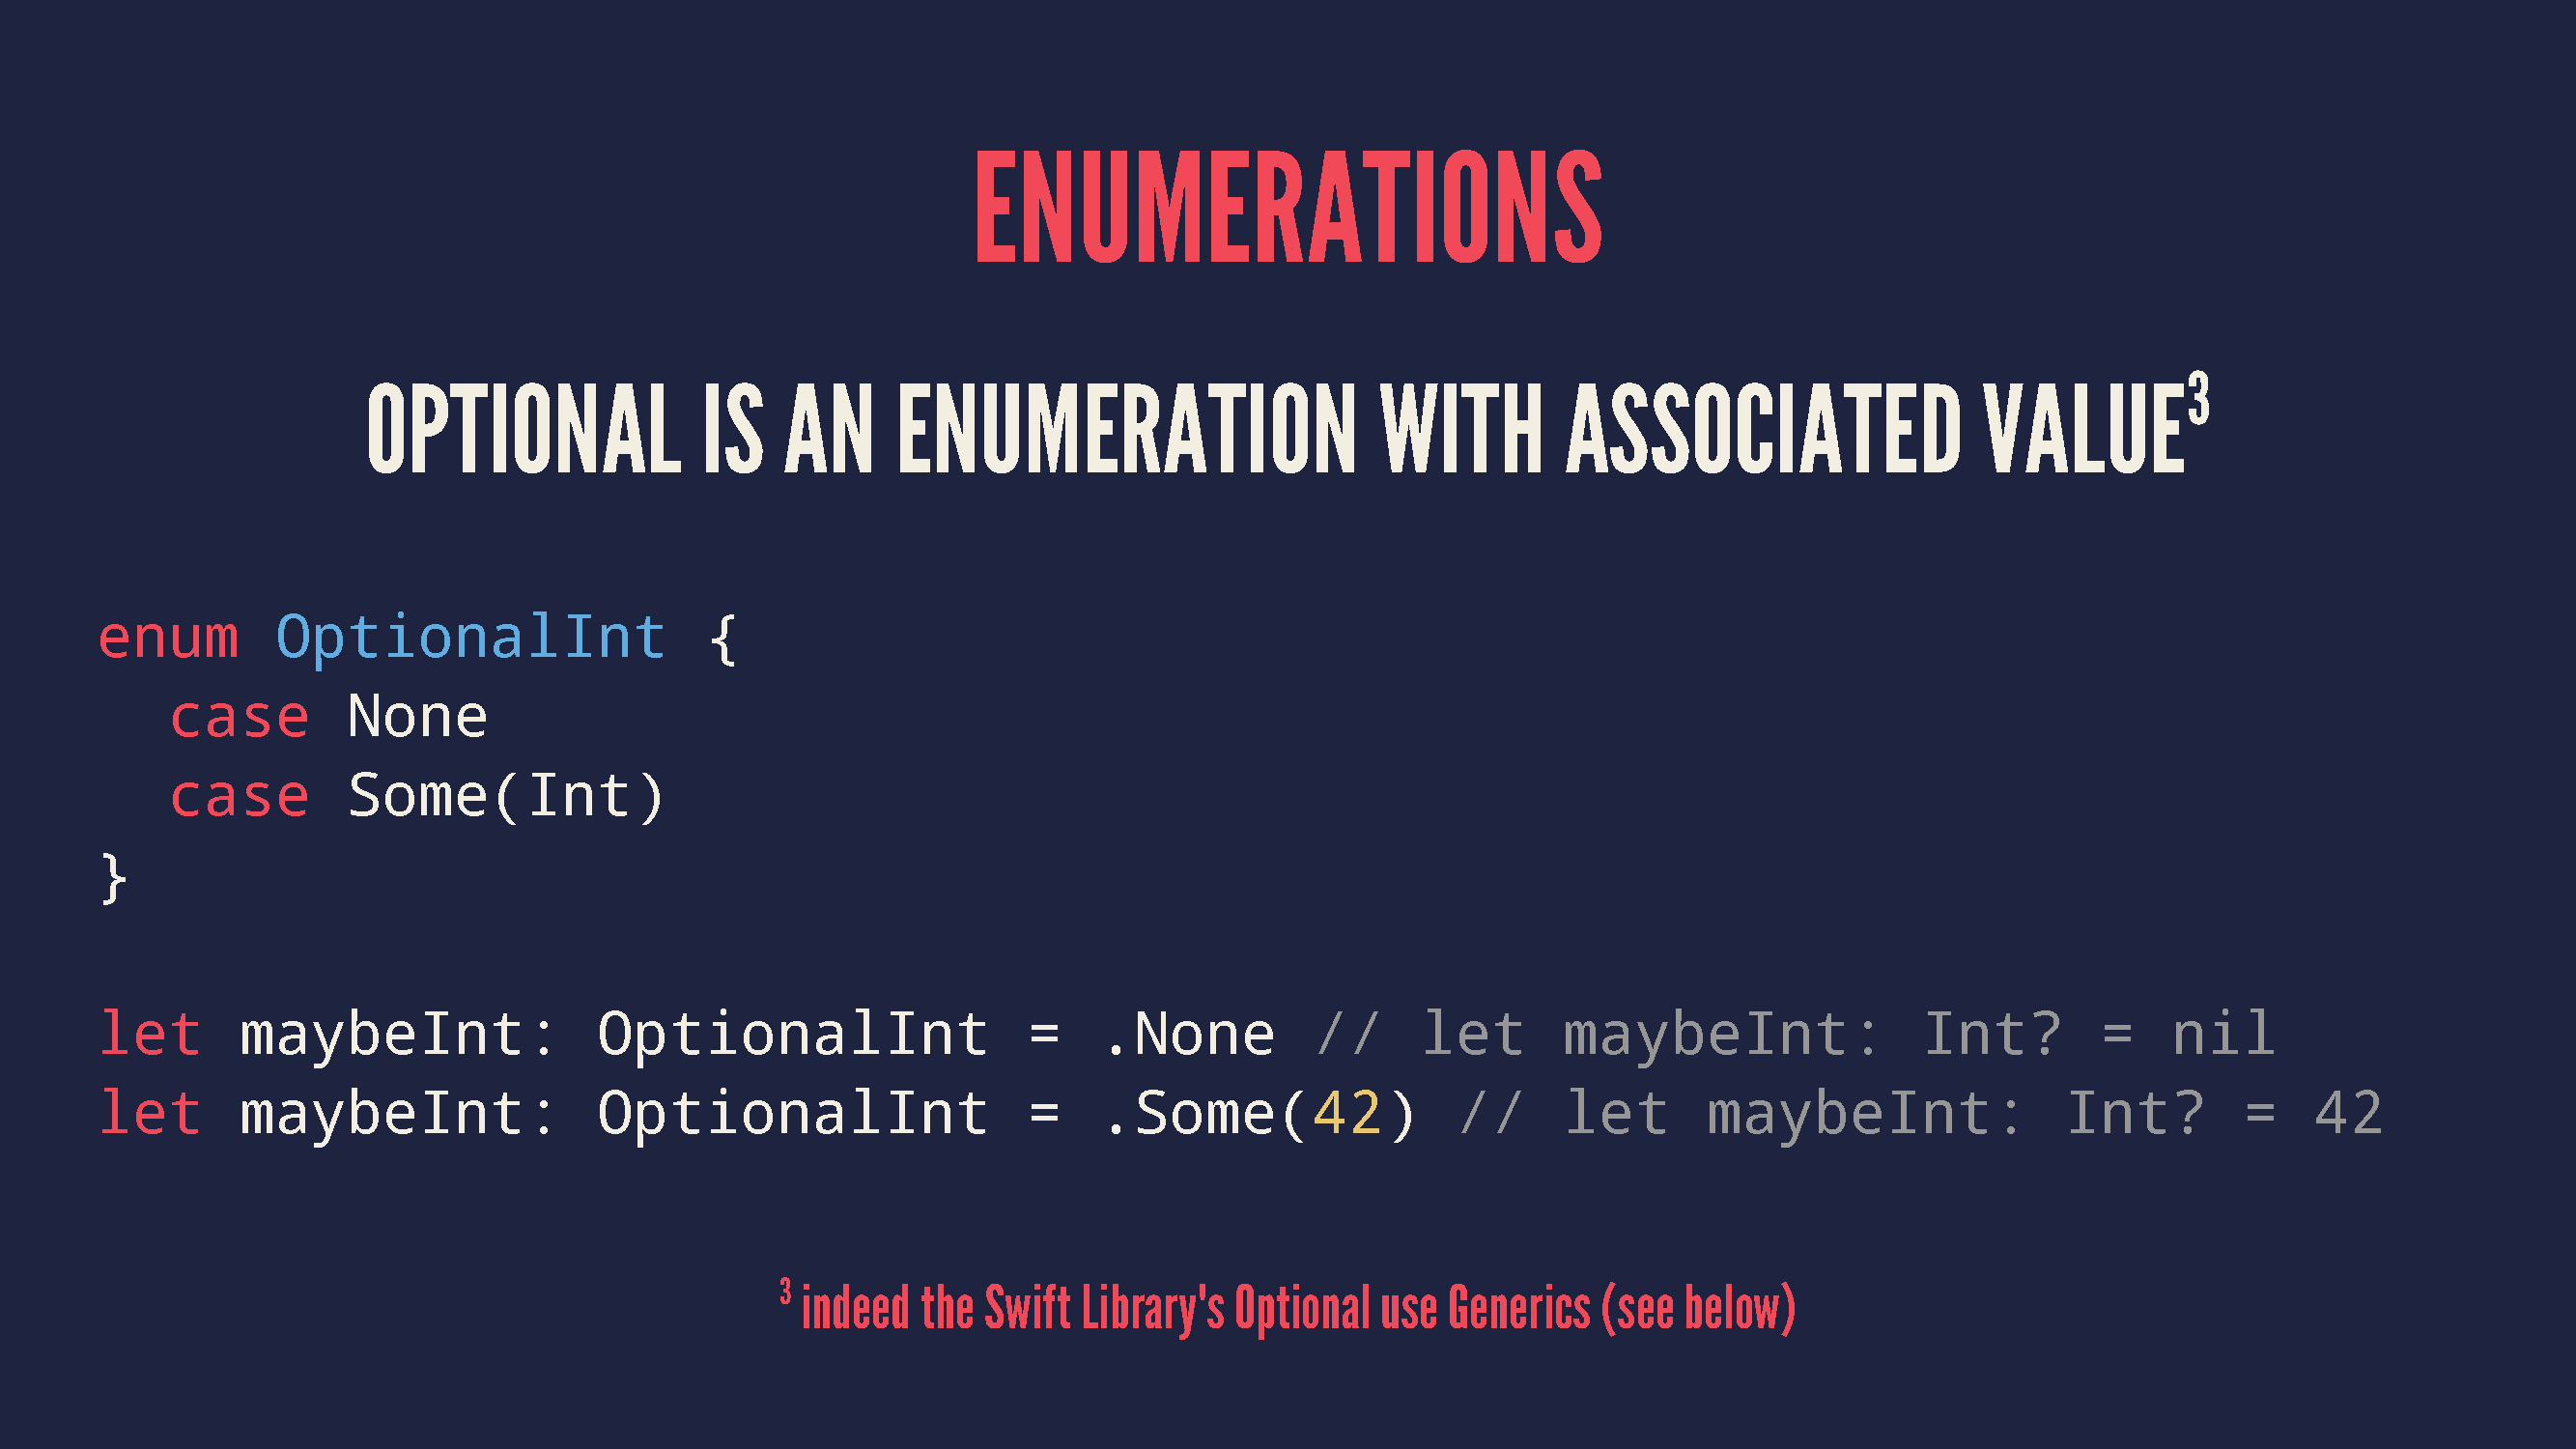 ENUMERATIONS
OPTIONAL IS AN ENUMERATION WITH ASSOCIATED VALUE³
enum OptionalInt {
  case None
  case Some(Int)
}
let maybeInt: OptionalInt = .None // let maybeInt: Int? = nil
let maybeInt: OptionalInt = .Some(42) // let maybeInt: Int? = 42
³ indeed the Swift Library's Optional use Generics (see below)